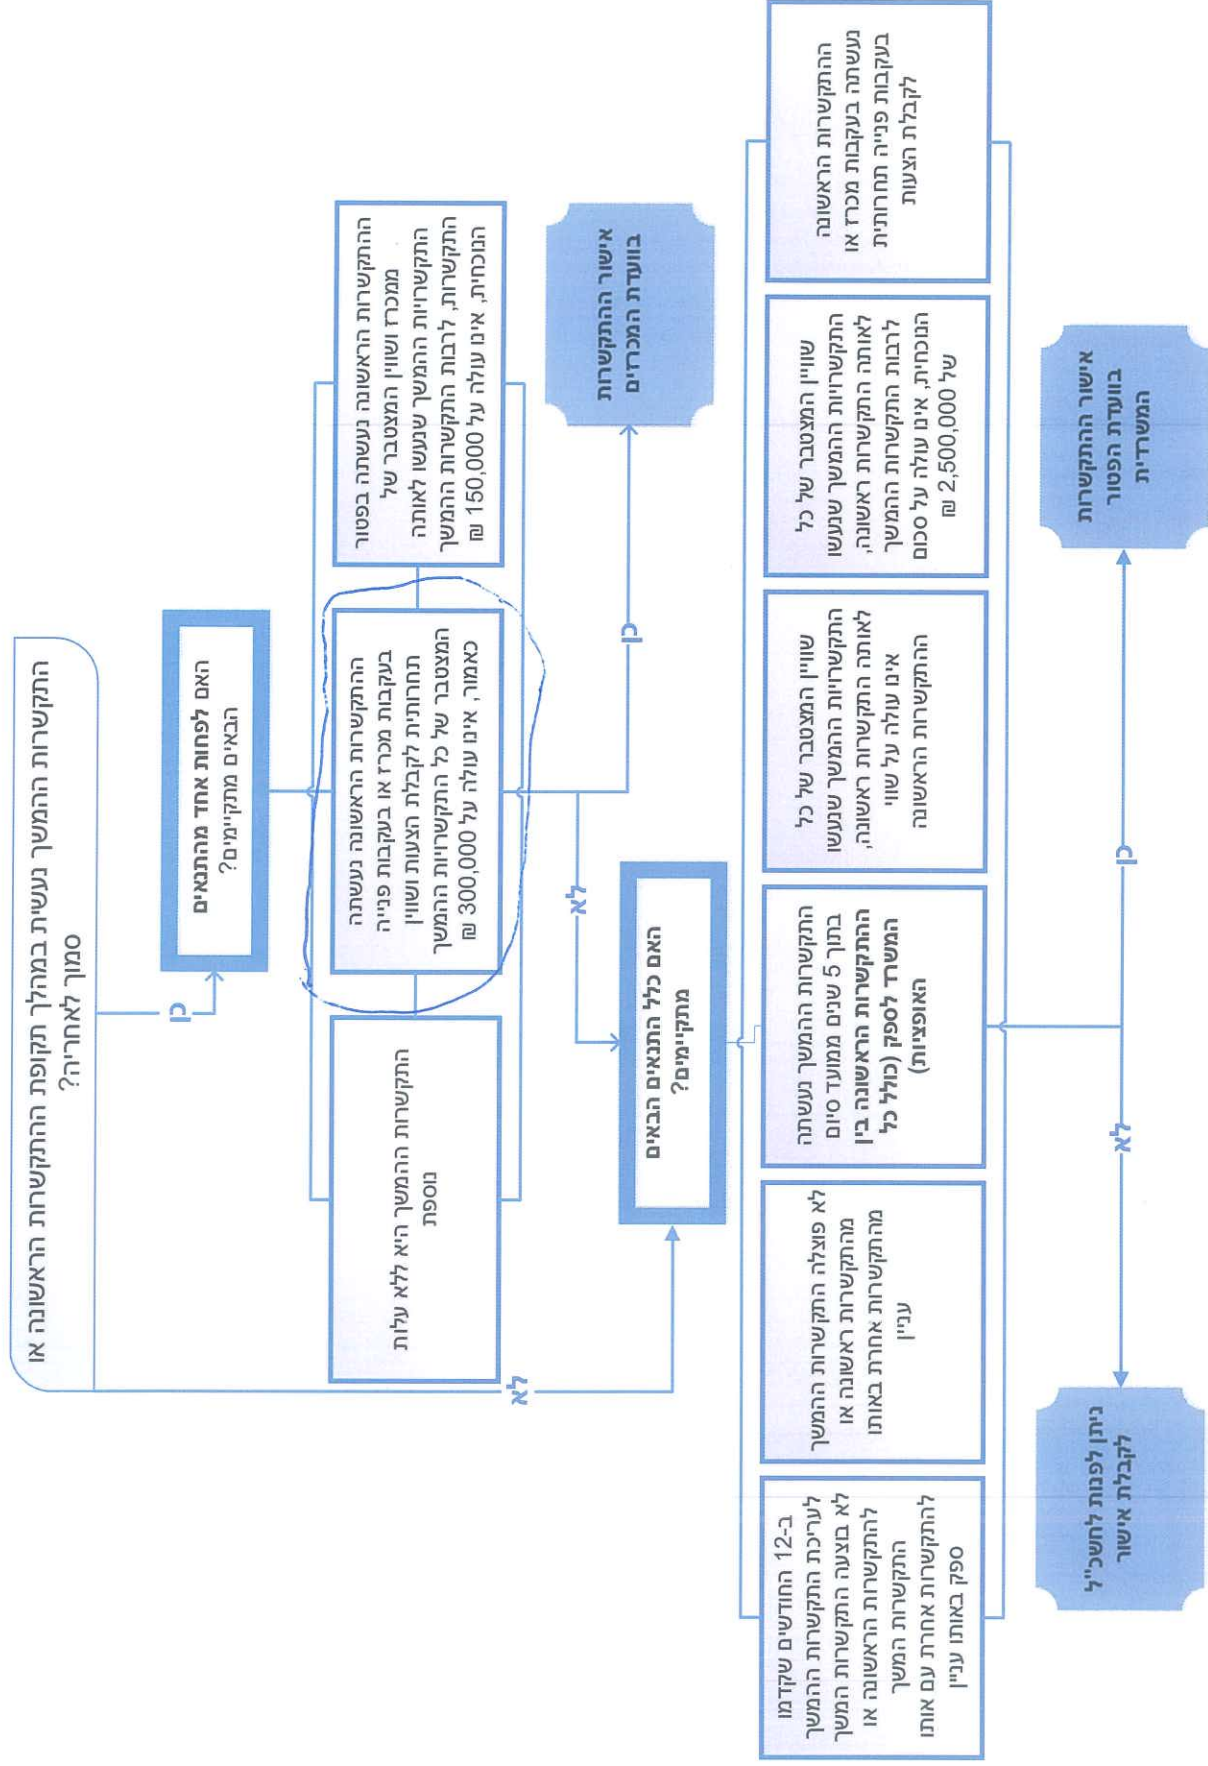 התקשרות ההמשך נעשית במהלך תקופת ההתקשרות הראשונה או
סמוך לאחריה?
כן
לא
האם לפחות אחד מהתנאים
הבאים מתקיימים?
ההתקשרות הראשונה נעשתה בפטור
ממכרז ושווין המצטבר של
התקשרויות ההמשך שנעשו לאותה
התקשרות, לרבות התקשרות ההמשך
הנוכחית, אינו עולה על 150,000 ₪
ההתקשרות הראשונה נעשתה
בעקבות מכרז או בעקבות פנייה
תחרותית לקבלת הצעות ושווין
המצטבר של כל התקשרויות ההמשך
כאמור, אינו עולה על 300,000 ₪
התקשרות ההמשך היא ללא עלות
נוספת
כן
לא
אישור ההתקשרות
בוועדת המכרזים
האם כלל התנאים הבאים
מתקיימים?
ההתקשרות הראשונה
נעשתה בעקבות מכרז או
בעקבות פנייה תחרותית
לקבלת הצעות
שוויין המצטבר של כל
התקשרויות ההמשך שנעשו
לאותה התקשרות ראשונה,
לרבות התקשרות ההמשך
הנוכחית, אינו עולה על סכום
של 2,500,000 ₪
שוויין המצטבר של כל
התקשרויות ההמשך שנעשו
לאותה התקשרות ראשונה,
אינו עולה על שווי
ההתקשרות הראשונה
התקשרות ההמשך נעשתה
בתוך 5 שנים ממועד סיום
ההתקשרות הראשונה בין
המשרד לספק (כולל כל
האופציות)
לא פוצלה התקשרות ההמשך
מהתקשרות ראשונה או
מהתקשרות אחרת באותו
עניין
ב-12 החודשים שקדמו
לעריכת התקשרות ההמשך
לא בוצעה התקשרות המשך
להתקשרות הראשונה או
התקשרות המשך
להתקשרות אחרת עם אותו
ספק באותו עניין
כן
לא
אישור ההתקשרות
בוועדת הפטור
המשרדית
ניתן לפנות לחשכ"ל
לקבלת אישור